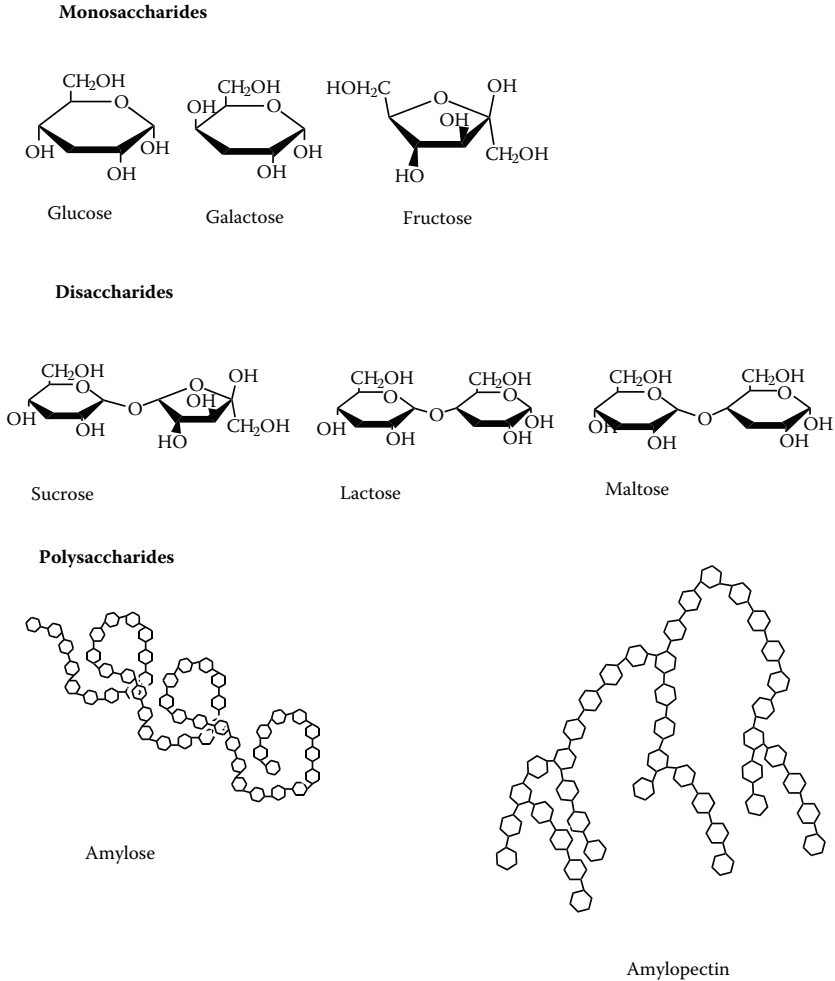 Monosaccharides
CH₂OH
O
OH
OH
OH
Glucose
CH₂OH
OH
O
OH
OH
Galactose
HOH₂C
O
OH
OH
CH₂OH
HO
Fructose
Disaccharides
CH₂OH
O
OH
OH
O
O
OH
OH
CH₂OH
HO
Sucrose
CH₂OH
O
OH
OH
O
CH₂OH
O
OH
OH
Lactose
CH₂OH
O
OH
OH
O
CH₂OH
O
OH
OH
Maltose
Polysaccharides
Amylose
Amylopectin